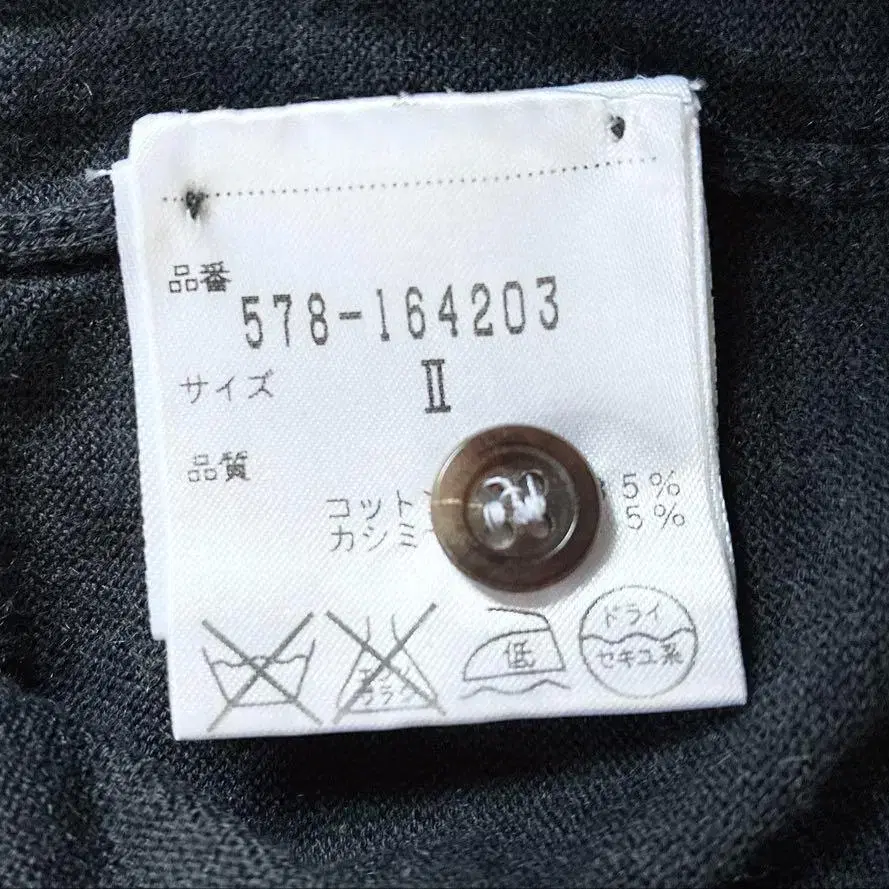 品番
578-164203
サイズ
II
品質
コット 5%
カシミ 5%
低
ドライ
セキユ系